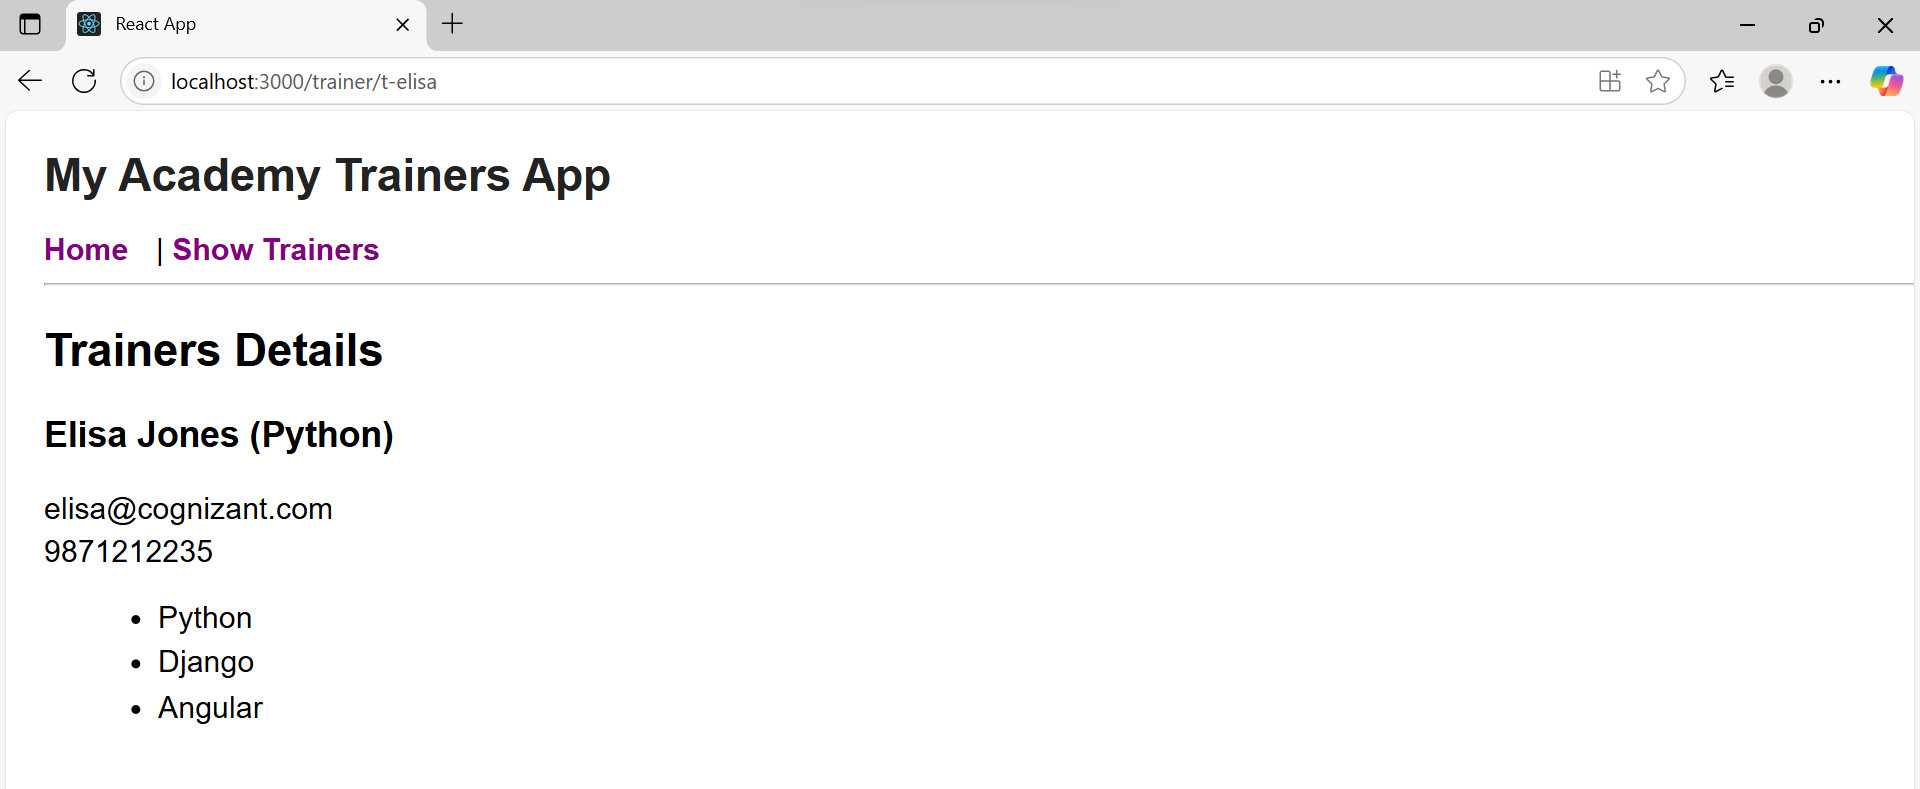 React App
localhost:3000/trainer/t-elisa
My Academy Trainers App
Home | Show Trainers
Trainers Details
Elisa Jones (Python)
elisa@cognizant.com
9871212235
• Python
• Django
• Angular